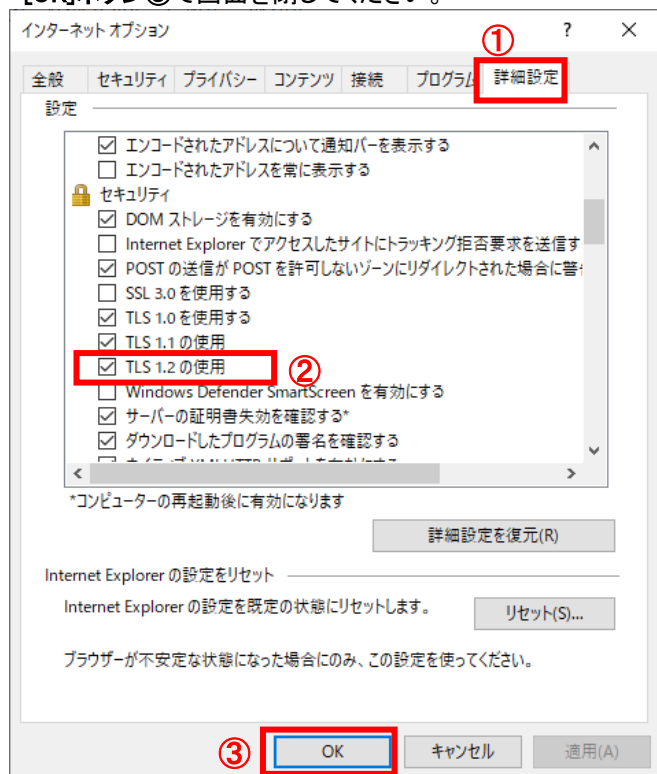 [OK]ボタン③で画面を閉じてください。
インターネット オプション
①
?
×
全般 セキュリティ プライバシー コンテンツ 接続 プログラム 詳細設定
設定
エンコードされたアドレスについて通知バーを表示する
エンコードされたアドレスを常に表示する
セキュリティ
DOM ストレージを有効にする
Internet Explorer でアクセスしたサイトにトラッキング拒否要求を送信す
POST の送信が POST を許可しないゾーンにリダイレクトされた場合に警
SSL 3.0 を使用する
TLS 1.0 を使用する
TLS 1.1 の使用
TLS 1.2 の使用 ②
Windows Defender SmartScreen を有効にする
サーバーの証明書失効を確認する*
ダウンロードしたプログラムの署名を確認する
*コンピューターの再起動後に有効になります
詳細設定を復元(R)
Internet Explorer の設定をリセット
Internet Explorer の設定を既定の状態にリセットします。
リセット(S)...
ブラウザーが不安定な状態になった場合にのみ、この設定を使ってください。
③ OK キャンセル 適用(A)